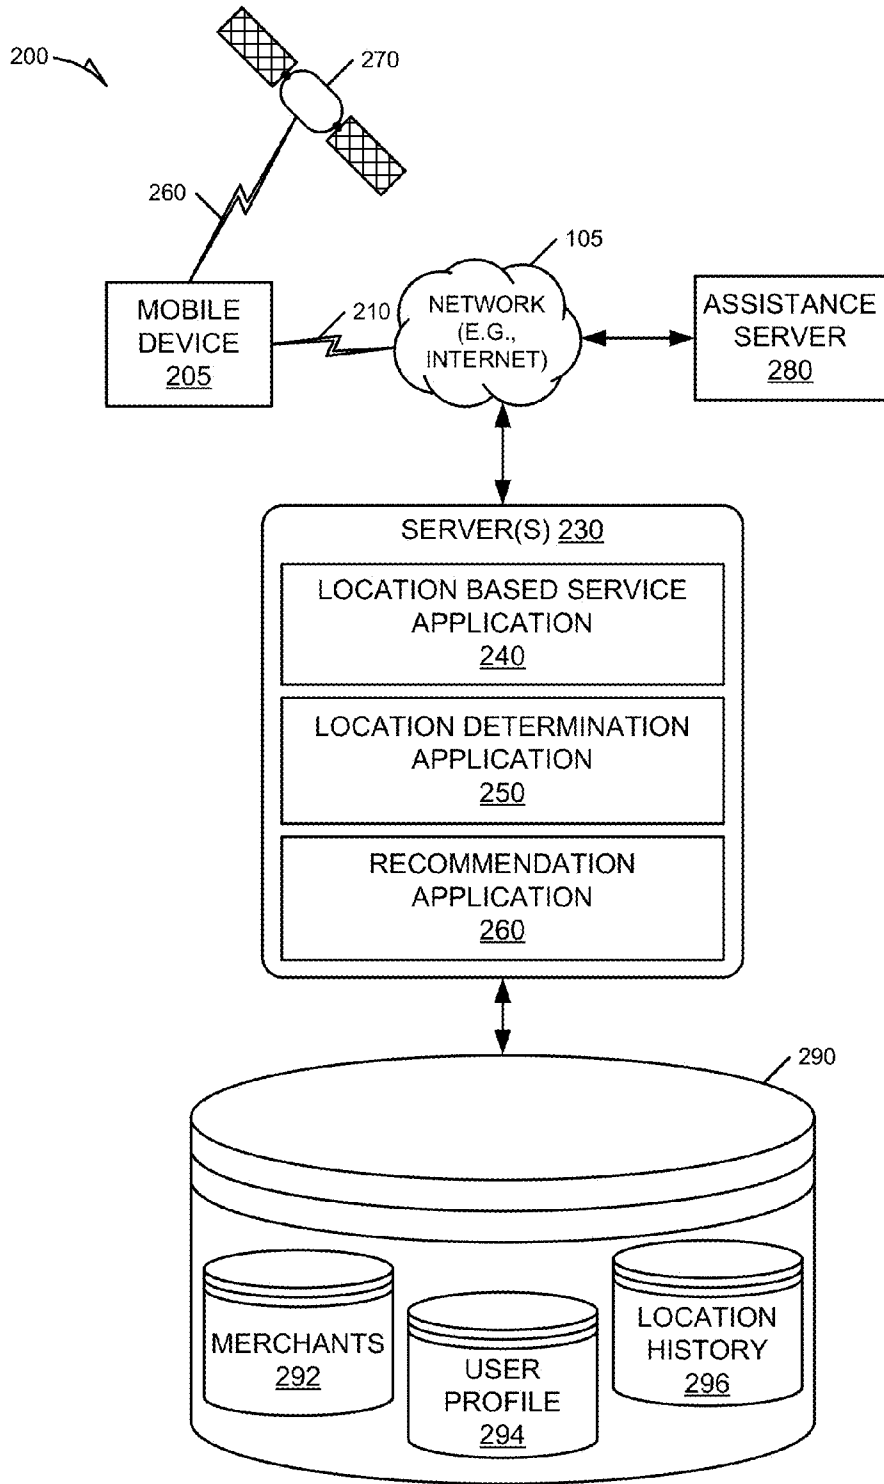 200
270
260
105
210
MOBILE
DEVICE
205
NETWORK
(E.G.,
INTERNET)
ASSISTANCE
SERVER
280
SERVER(S) 230
LOCATION BASED SERVICE
APPLICATION
240
LOCATION DETERMINATION
APPLICATION
250
RECOMMENDATION
APPLICATION
260
290
MERCHANTS
292
USER
PROFILE
294
LOCATION
HISTORY
296